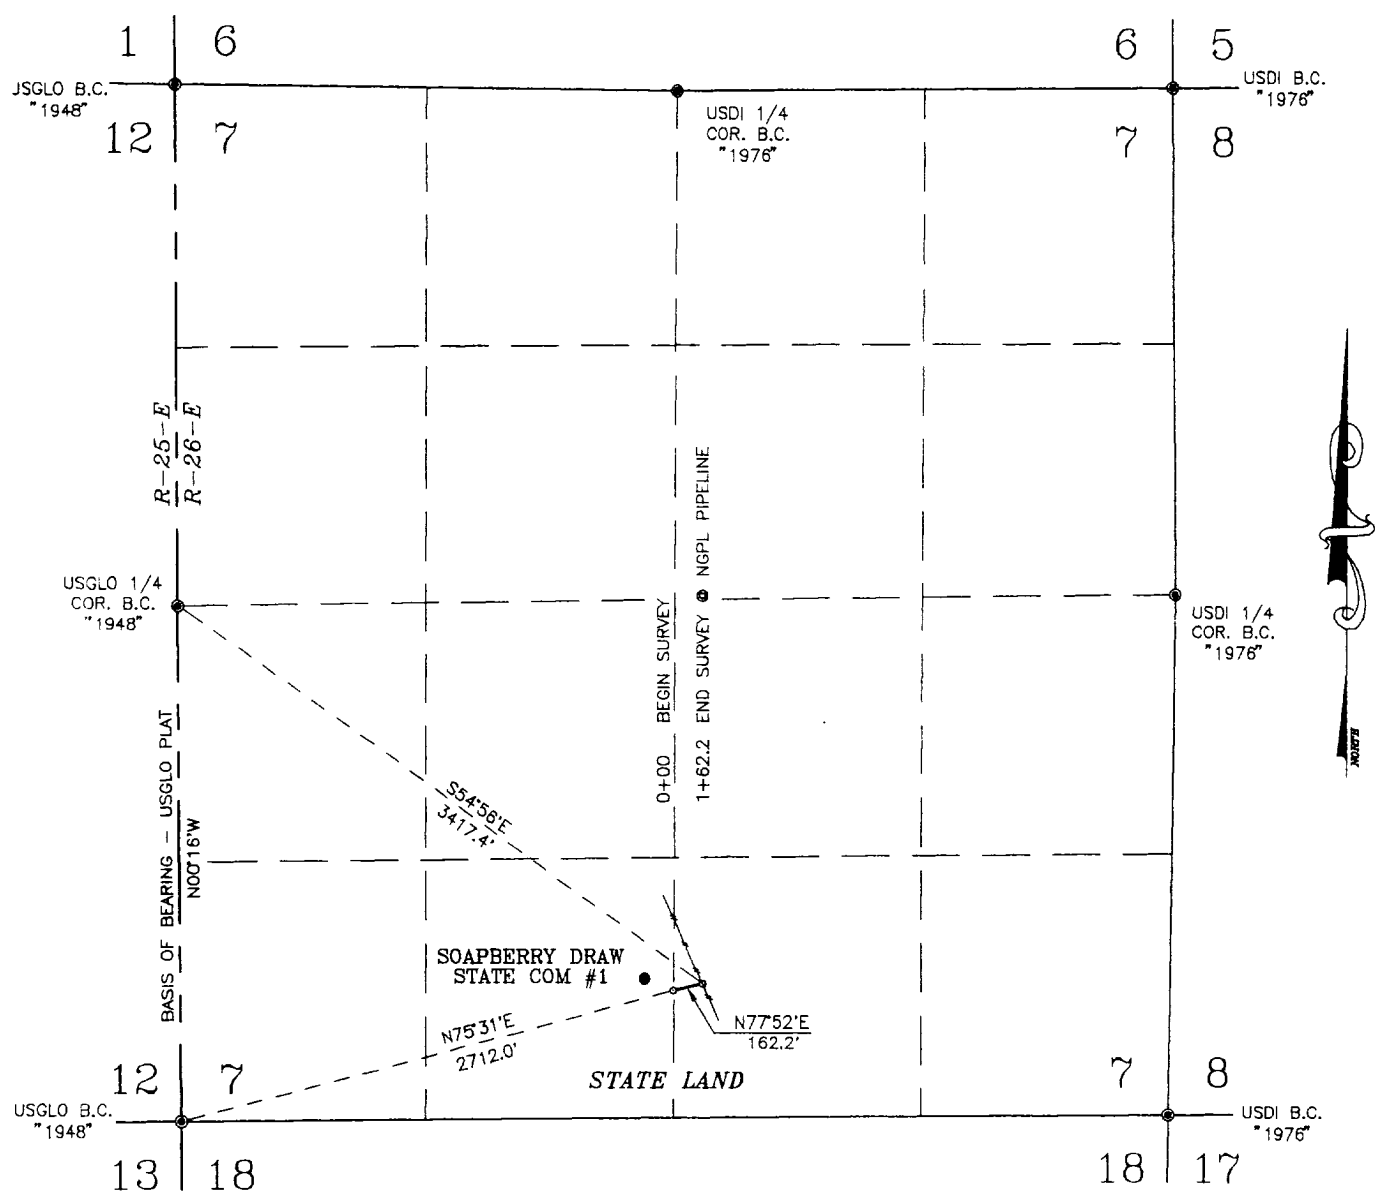 1 6
6 5
JSGLO B.C.
"1948"
USDI B.C.
"1976"
USDI 1/4
COR. B.C.
"1976"
12 7
7 8
R-25-E
R-26-E
NGPL PIPELINE
USGLO 1/4
COR. B.C.
"1948"
USDI 1/4
COR. B.C.
"1976"
0+00 BEGIN SURVEY
1+62.2 END SURVEY @ NGPL PIPELINE
BASIS OF BEARING - USGLO PLAT
N00°16'W
S54°56'E
3417.4'
SOAPBERRY DRAW
STATE COM #1
N75°31'E
2712.0'
N77°52'E
162.2'
STATE LAND
12 7
7 8
USGLO B.C.
"1948"
USDI B.C.
"1976"
13 18
18 17